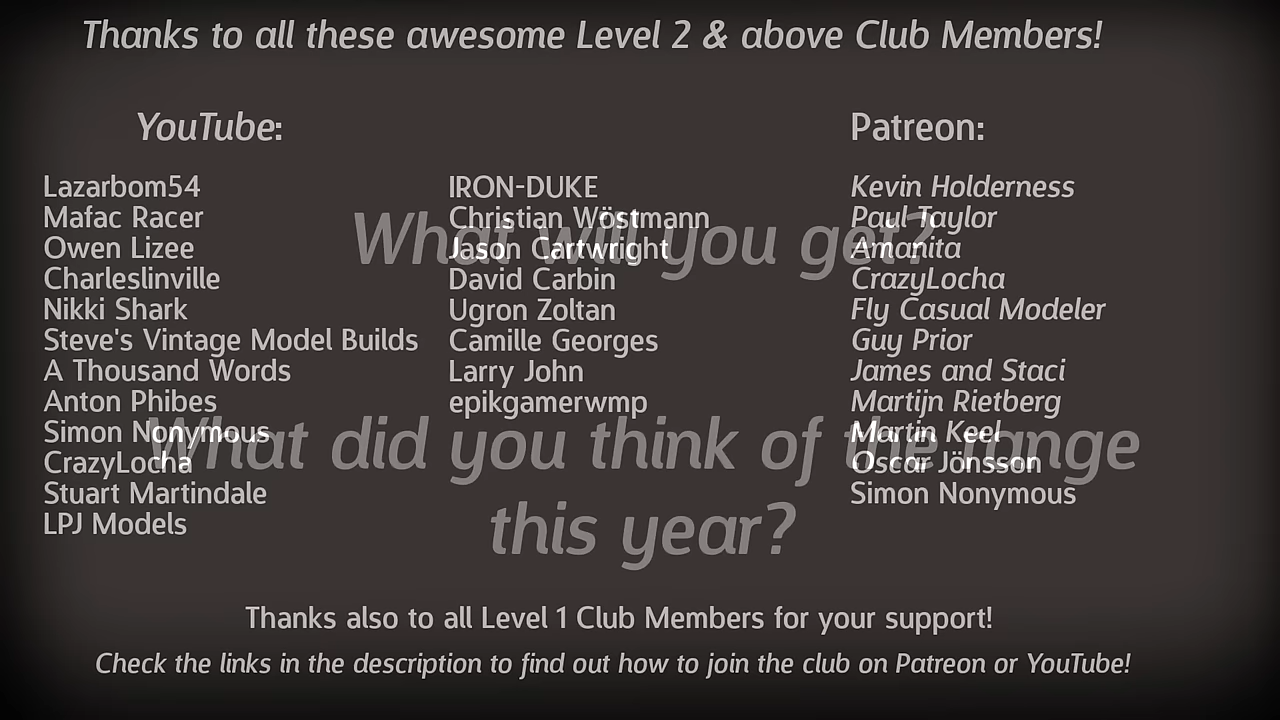 Thanks to all these awesome Level 2 & above Club Members!
YouTube:
Lazarbom54
Mafac Racer
Owen Lizee
Charleslinville
Nikki Shark
Steve's Vintage Model Builds
A Thousand Words
Anton Phibes
Simon Nonymous
CrazyLocha
Stuart Martindale
LPJ Models
IRON-DUKE
Christian Wöstmann
Jason Cartwright
David Carbin
Ugron Zoltan
Camille Georges
Larry John
epikgamerwmp
Patreon:
Kevin Holderness
Paul Taylor
Amanita
CrazyLocha
Fly Casual Modeler
Guy Prior
James and Staci
Martijn Rietberg
Martin Keel
Oscar Jönsson
Simon Nonymous
What will you get?
What did you think of the range
this year?
Thanks also to all Level 1 Club Members for your support!
Check the links in the description to find out how to join the club on Patreon or YouTube!